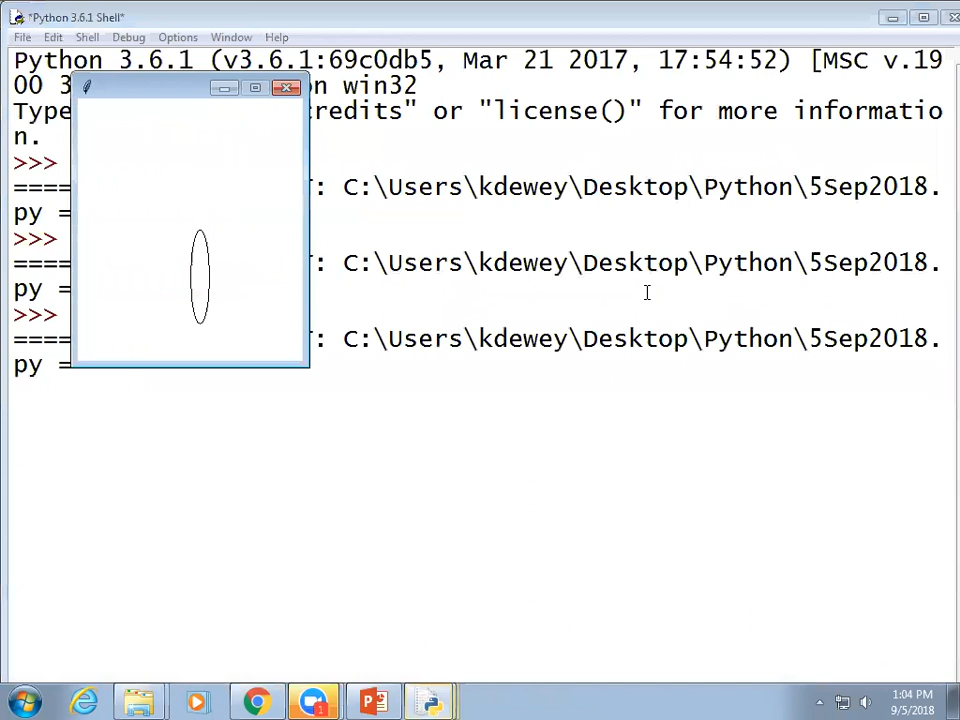 *Python 3.6.1 Shell*
File Edit Shell Debug Options Window Help
Python 3.6.1 (v3.6.1:69c0db5, Mar 21 2017, 17:54:52) [MSC v.19
00 3 on win32
Type credits" or "license()" for more informatio
n.
>>>
==== : C:\Users\kdewey\Desktop\Python\5Sep2018.
py =
>>>
==== : C:\Users\kdewey\Desktop\Python\5Sep2018.
py =
>>>
==== : C:\Users\kdewey\Desktop\Python\5Sep2018.
py =
1:04 PM
9/5/2018